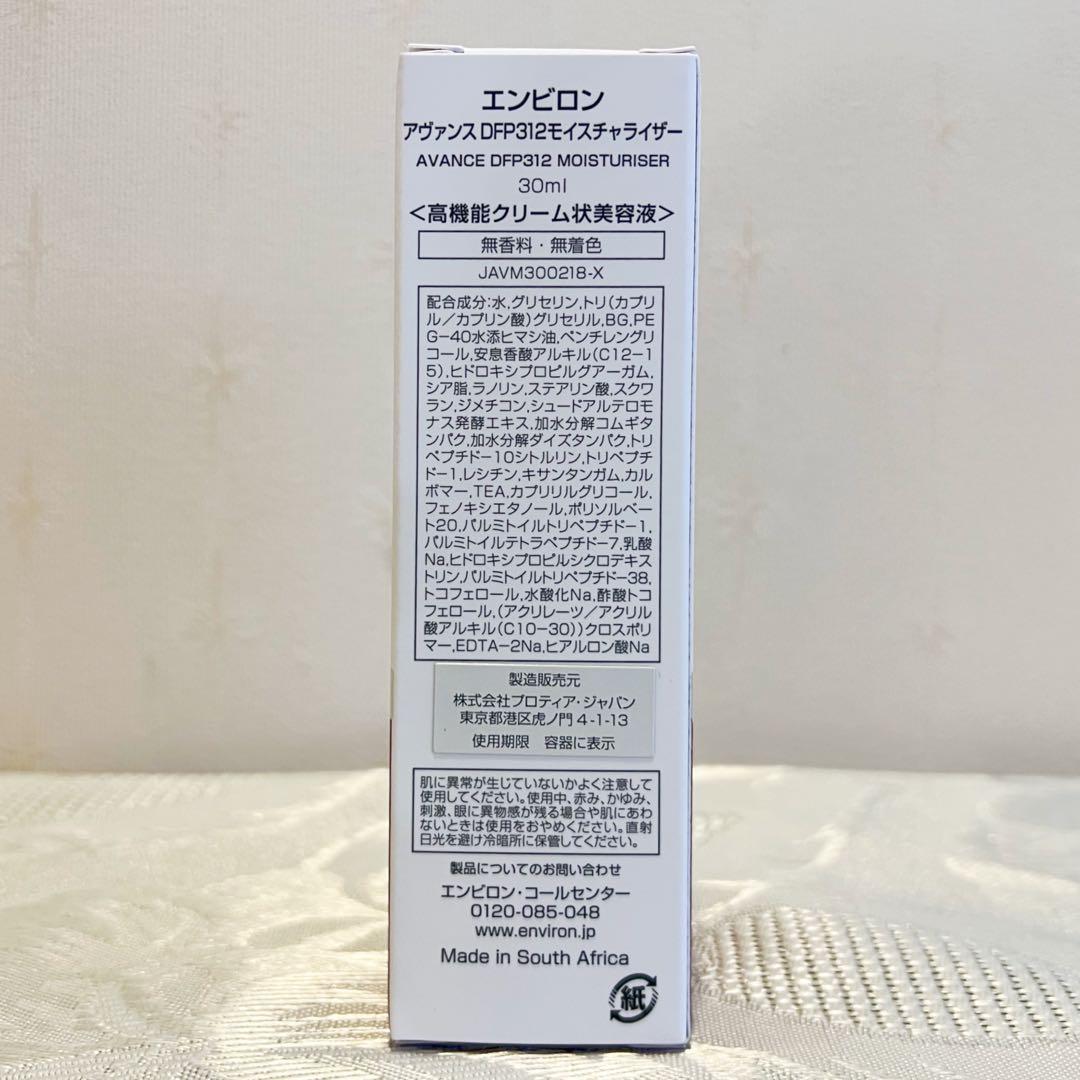 エンビロン
アヴァンスDFP312モイスチャライザー
AVANCE DFP312 MOISTURISER
30ml
＜高機能クリーム状美容液＞
無香料・無着色
JAVM300218-X
配合成分:水,グリセリン,トリ(カプリ
ル／カプリン酸)グリセリル,BG,PE
G−40水添ヒマシ油,ペンチレングリ
コール,安息香酸アルキル(C12−1
5),ヒドロキシプロピルグアーガム,
シア脂,ラノリン,ステアリン酸,スクワ
ラン,ジメチコン,シュードアルテロモ
ナス発酵エキス,加水分解コムギタ
ンパク,加水分解ダイズタンパク,トリ
ペプチド−10シトルリン,トリペプチ
ド−1,レシチン,キサンタンガム,カル
ボマー,TEA,カプリリルグリコール,
フェノキシエタノール,ポリソルベー
ト20,パルミトイルトリペプチド−1,
パルミトイルテトラペプチド−7,乳酸
Na,ヒドロキシプロピルシクロデキス
トリン,パルミトイルトリペプチド−38,
トコフェロール,水酸化Na,酢酸トコ
フェロール,(アクリレーツ／アクリル
酸アルキル(C10−30))クロスポリ
マー,EDTA−2Na,ヒアルロン酸Na
製造販売元
株式会社プロティア・ジャパン
東京都港区虎ノ門 4-1-13
使用期限　容器に表示
肌に異常が生じていないかよく注意して
使用してください。使用中、赤み、かゆみ、
刺激、眼に異物感が残る場合や肌にあわ
ないときは使用をおやめください。直射
日光を避け冷暗所に保管してください。
製品についてのお問い合わせ
エンビロン・コールセンター
0120-085-048
www.environ.jp
Made in South Africa
紙